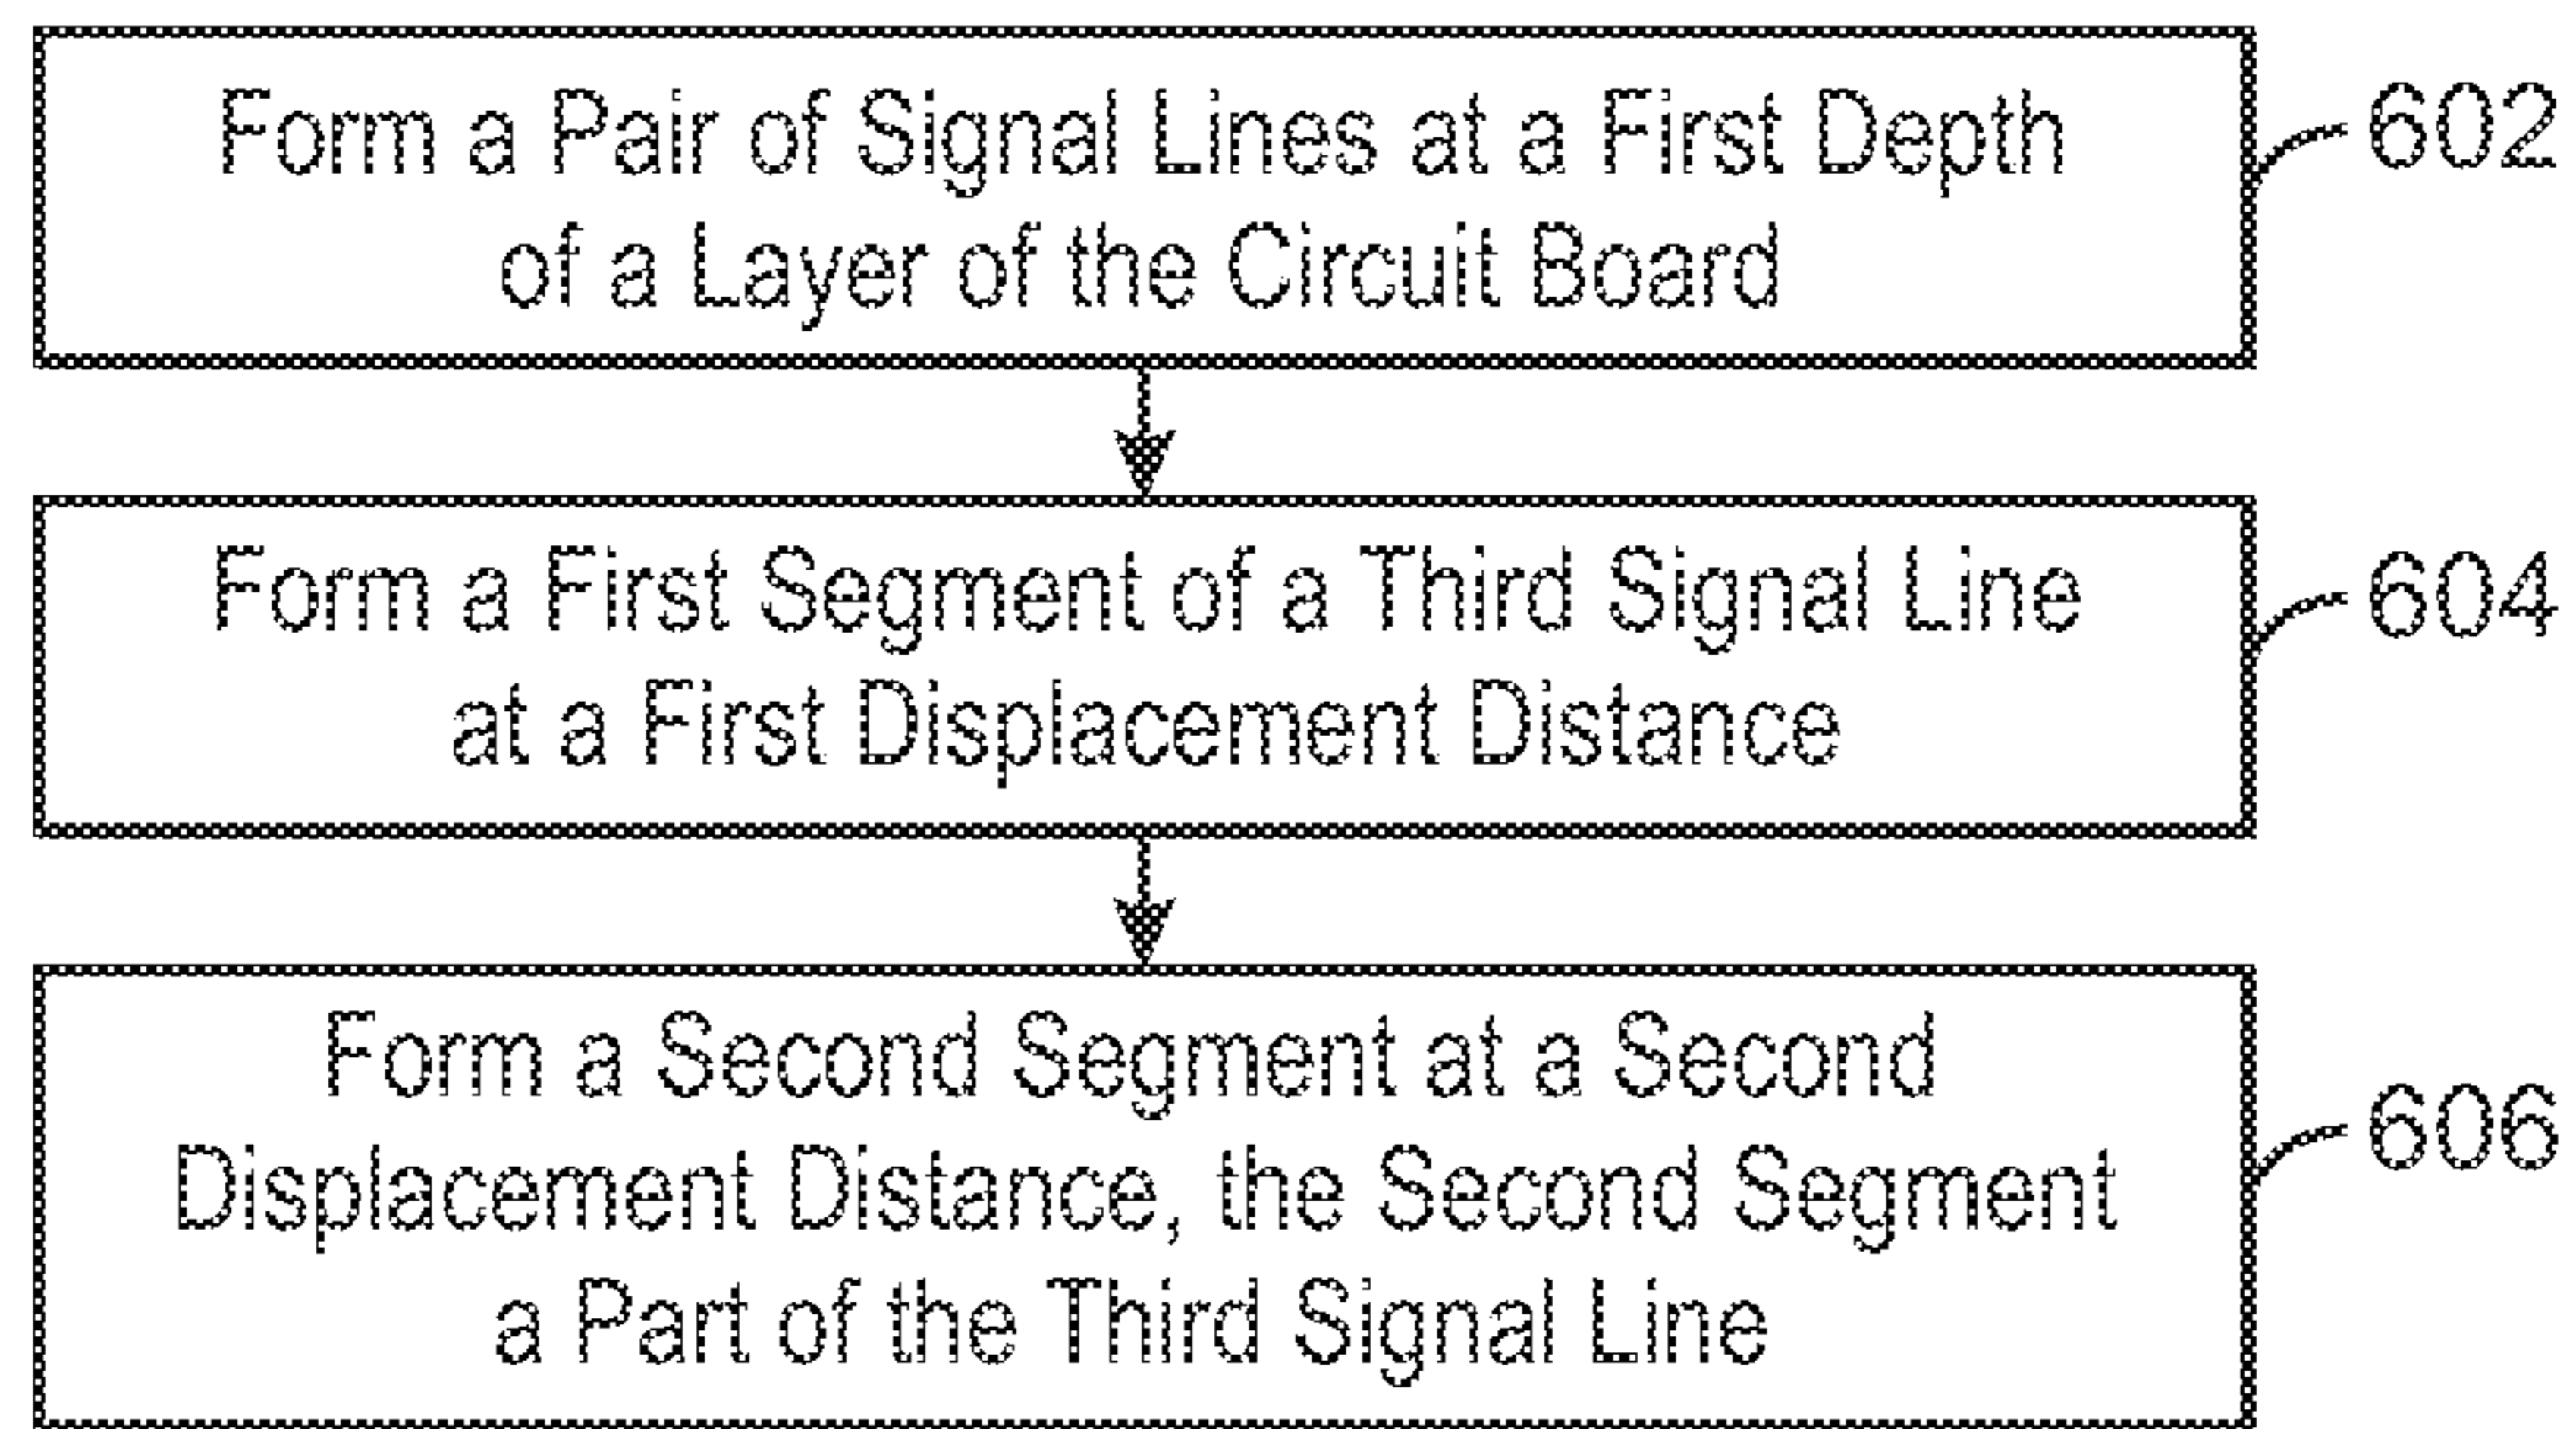 Form a Pair of Signal Lines at a First Depth
of a Layer of the Circuit Board
602
Form a First Segment of a Third Signal Line
at a First Displacement Distance
604
Form a Second Segment at a Second
Displacement Distance, the Second Segment
a Part of the Third Signal Line
606